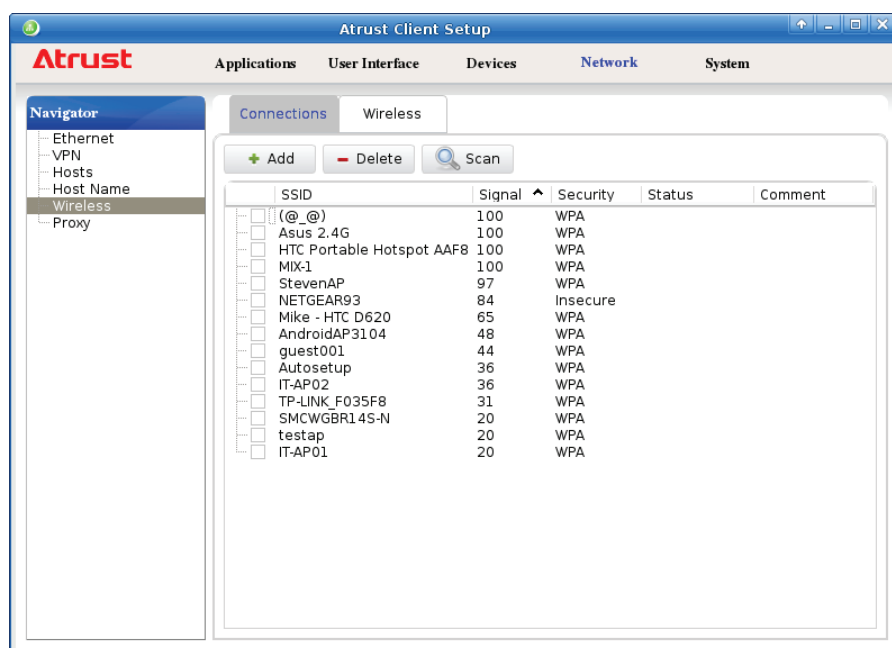 Atrust Client Setup
Atrust
Applications User Interface Devices Network System
Navigator
Ethernet
VPN
Hosts
Host Name
Wireless
Proxy
Connections Wireless
Add Delete Scan
SSID Signal Security Status Comment
(@_@) 100 WPA
Asus 2.4G 100 WPA
HTC Portable Hotspot AAF8 100 WPA
MIX-1 100 WPA
StevenAP 97 WPA
NETGEAR93 84 Insecure
Mike - HTC D620 65 WPA
AndroidAP3104 48 WPA
guest001 44 WPA
Autosetup 36 WPA
IT-AP02 36 WPA
TP-LINK_F035F8 31 WPA
SMCWGBR14S-N 20 WPA
testap 20 WPA
IT-AP01 20 WPA